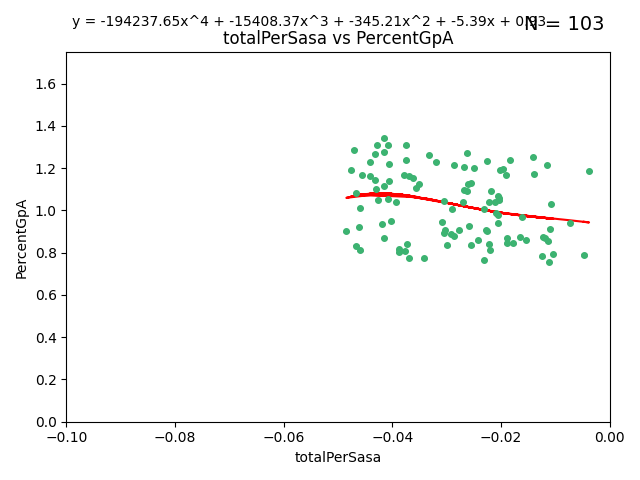 y = -194237.65x^4 + -15408.37x^3 + -345.21x^2 + -5.39x + 0.93
N = 103
totalPerSasa vs PercentGpA
PercentGpA
1.6
1.4
1.2
1.0
0.8
0.6
0.4
0.2
0.0
−0.10 −0.08 −0.06 −0.04 −0.02 0.00
totalPerSasa